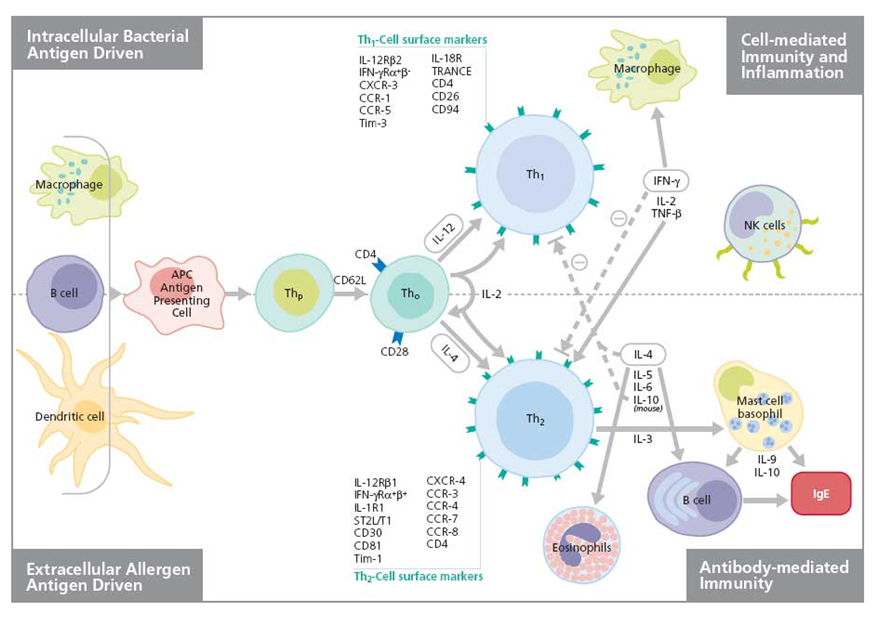 Intracellular Bacterial
Antigen Driven
Th1-Cell surface markers
IL-12Rβ2
IFN-γRα+β-
CXCR-3
CCR-1
CCR-5
Tim-3
IL-18R
TRANCE
CD4
CD26
CD94
Cell-mediated
Immunity and
Inflammation
Macrophage
Macrophage
Th1
IFN-γ
IL-2
TNF-β
NK cells
IL-12
CD4
B cell
APC
Antigen
Presenting
Cell
Thp
CD62L
Th0
IL-2
CD28
IL-4
Dendritic cell
IL-4
IL-5
IL-6
IL-10
(mouse)
Th2
IL-3
Mast cell
basophil
IL-9
IL-10
B cell
IgE
Eosinophils
IL-12Rβ1
IFN-γRα+β+
IL-1R1
ST2L/T1
CD30
CD81
Tim-1
CXCR-4
CCR-3
CCR-4
CCR-7
CCR-8
CD4
Th2-Cell surface markers
Extracellular Allergen
Antigen Driven
Antibody-mediated
Immunity